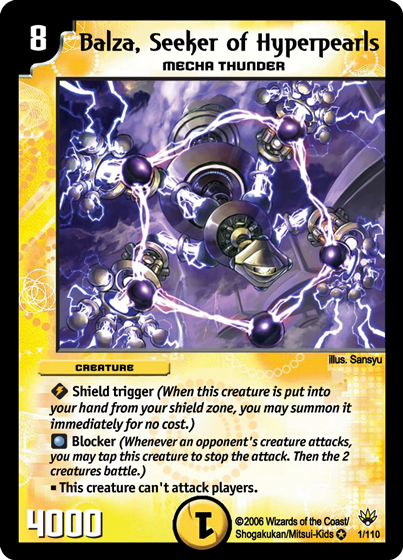 8 Balza, Seeker of Hyperpearls
MECHA THUNDER
illus. Sansyu
CREATURE
Shield trigger (When this creature is put into
your hand from your shield zone, you may summon it
immediately for no cost.)
Blocker (Whenever an opponent's creature attacks,
you may tap this creature to stop the attack. Then the 2
creatures battle.)
▪ This creature can't attack players.
4000
1
©2006 Wizards of the Coast/
Shogakukan/Mitsui-Kids ✪ 1/110